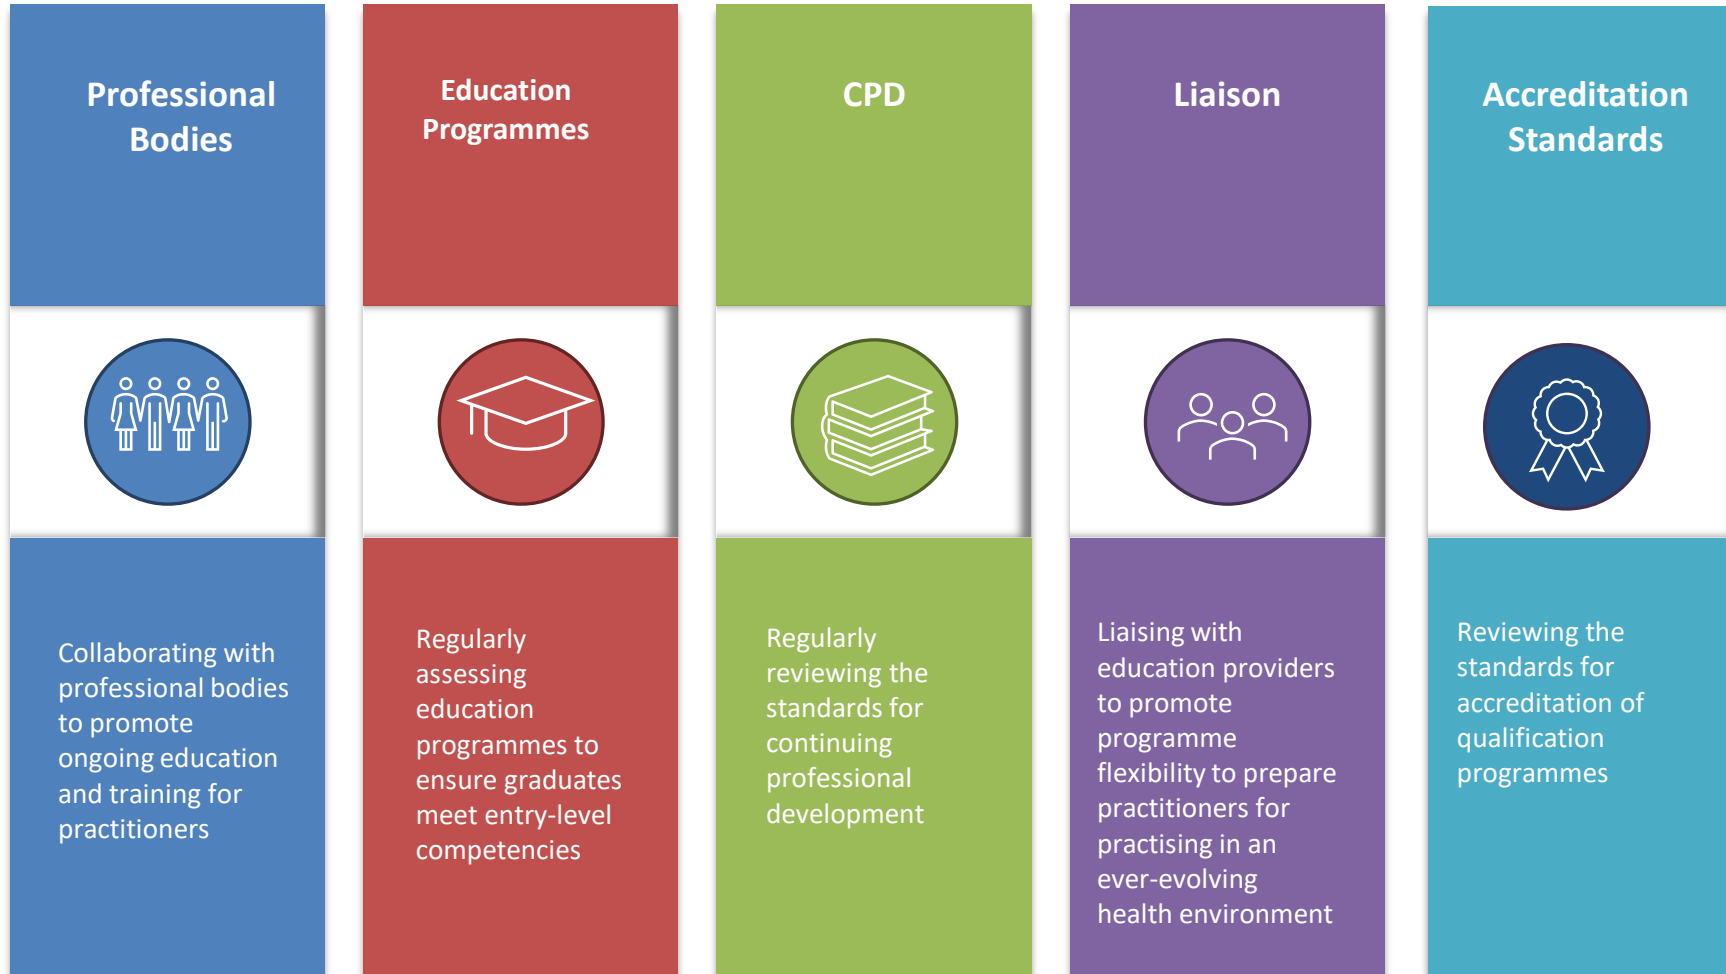 Professional
Bodies
Education
Programmes
CPD
Liaison
Accreditation
Standards
Collaborating with
professional bodies
to promote
ongoing education
and training for
practitioners
Regularly
assessing
education
programmes to
ensure graduates
meet entry-level
competencies
Regularly
reviewing the
standards for
continuing
professional
development
Liaising with
education providers
to promote
programme
flexibility to prepare
practitioners for
practising in an
ever-evolving
health environment
Reviewing the
standards for
accreditation of
qualification
programmes